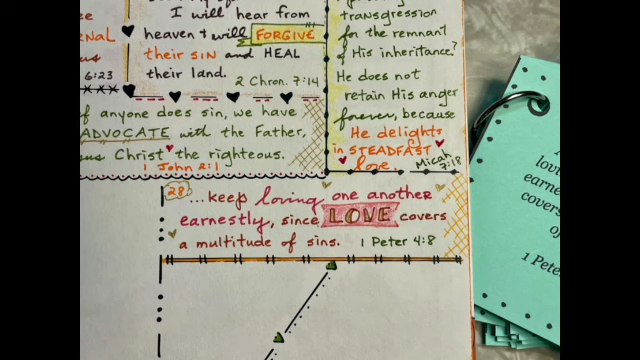 I will hear from
heaven & will FORGIVE
their SIN and HEAL
their land.
2 Chron. 7:14
6:23
transgression
for the remnant
of His inheritance?
He does not
retain His anger
forever, because
He delights
in STEADFAST
love.
Micah
7:18
f anyone does sin, we have
ADVOCATE with the Father,
us Christ the righteous.
1 John 2:1
28
...keep loving one another
earnestly, since LOVE covers
a multitude of sins. 1 Peter 4:8
lovi
earne
covers
of
1 Pete